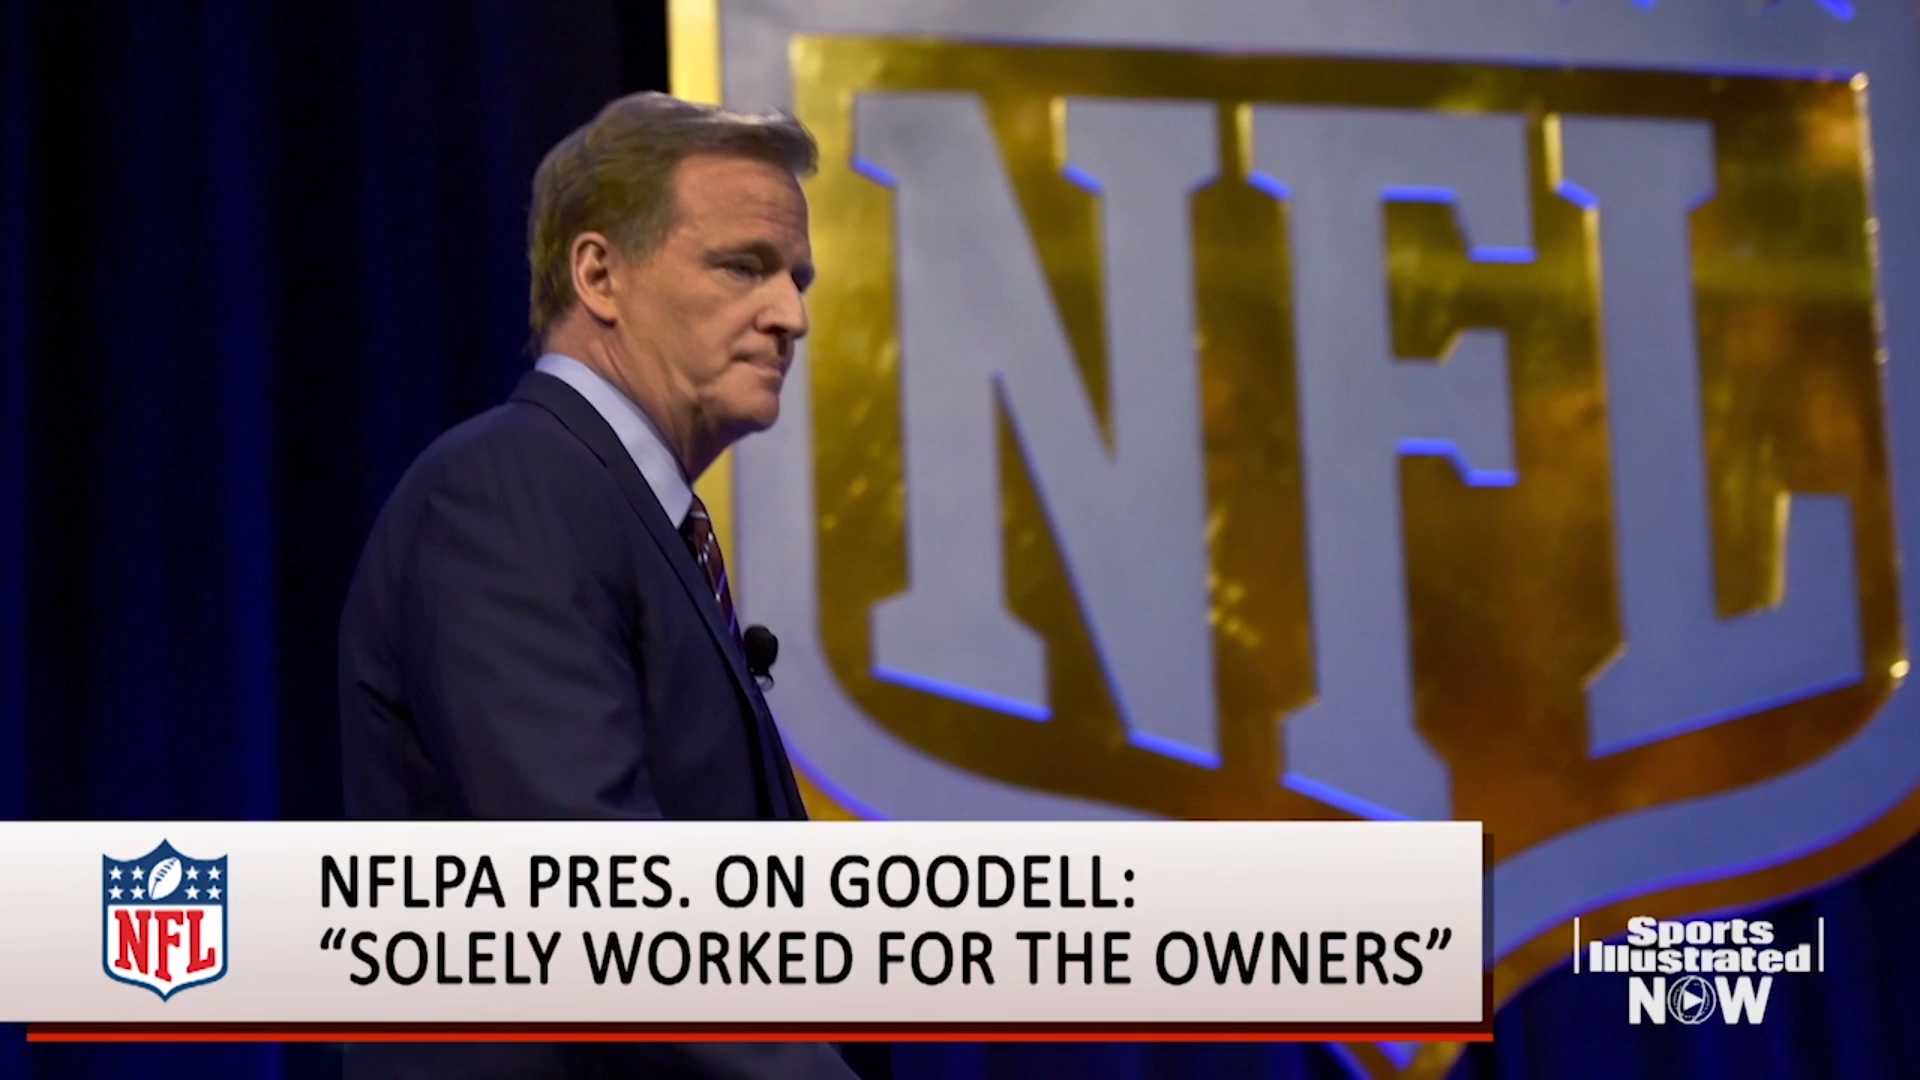 NFL
NFL
NFLPA PRES. ON GOODELL:
“SOLELY WORKED FOR THE OWNERS”
Sports
Illustrated
NOW